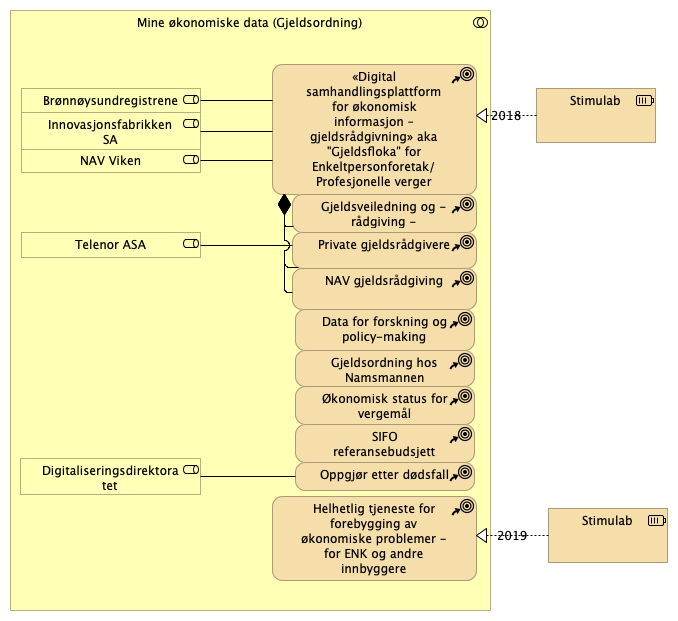 Mine økonomiske data (Gjeldsordning)
«Digital
samhandlingsplattform
for økonomisk
informasjon -
gjeldsrådgivning» aka
"Gjeldsfloka" for
Enkeltpersonforetak/
Profesjonelle verger
Brønnøysundregistrene
Innovasjonsfabrikken
SA
NAV Viken
2018
Stimulab
Gjeldsveiledning og -
rådgiving -
Telenor ASA
Private gjeldsrådgivere
NAV gjeldsrådgiving
Data for forskning og
policy-making
Gjeldsordning hos
Namsmannen
Økonomisk status for
vergemål
SIFO
referansebudsjett
Digitaliseringsdirektora
tet
Oppgjør etter dødsfall
Helhetlig tjeneste for
forebygging av
økonomiske problemer -
for ENK og andre
innbyggere
2019
Stimulab